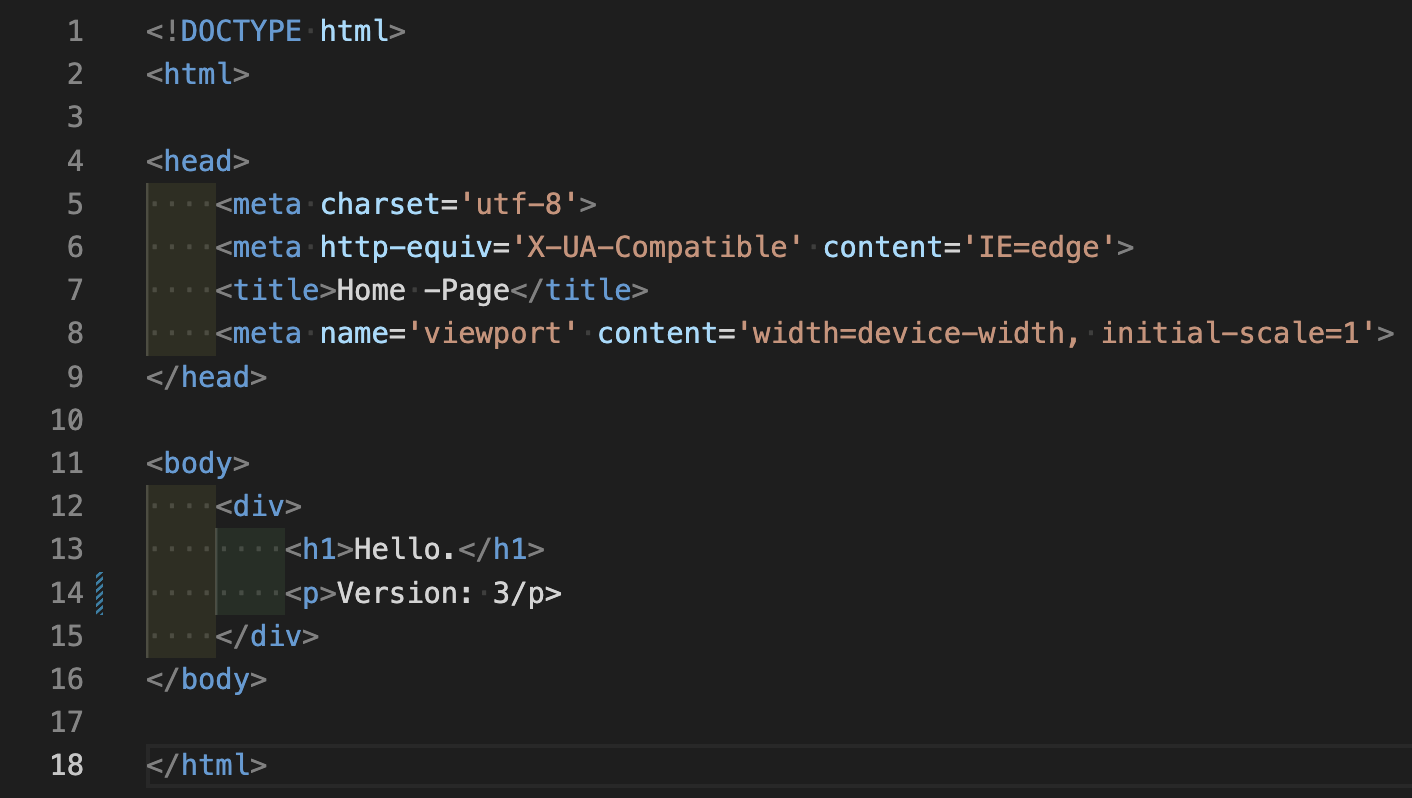 1 <!DOCTYPE html>
2 <html>
3
4 <head>
5     <meta charset='utf-8'>
6     <meta http-equiv='X-UA-Compatible' content='IE=edge'>
7     <title>Home -Page</title>
8     <meta name='viewport' content='width=device-width, initial-scale=1'>
9 </head>
10
11 <body>
12     <div>
13         <h1>Hello.</h1>
14         <p>Version: 3/p>
15     </div>
16 </body>
17
18 </html>